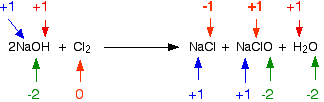 +1 +1 -1 +1 +1
2NaOH + Cl₂ ⟶ NaCl + NaClO + H₂O
-2 0 +1 +1 -2 -2